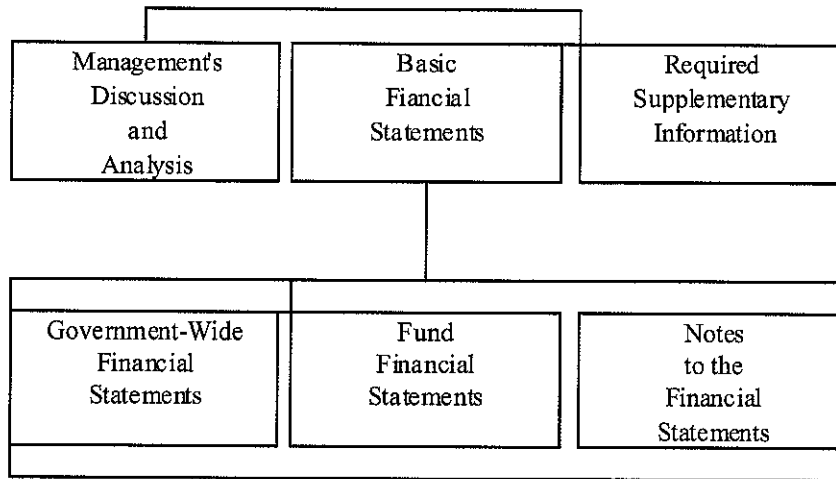 Management's
Discussion
and
Analysis
Basic
Fiancial
Statements
Required
Supplementary
Information
Government-Wide
Financial
Statements
Fund
Financial
Statements
Notes
to the
Financial
Statements